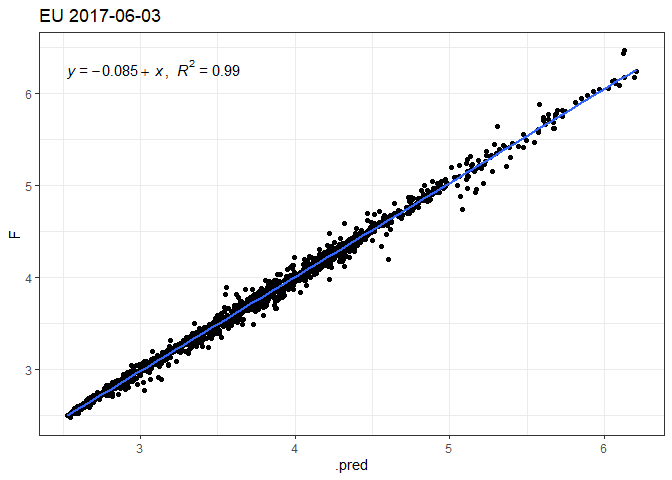 EU 2017-06-03
y = −0.085 + x , R² = 0.99
6
5
4
3
F
3 4 5 6
.pred